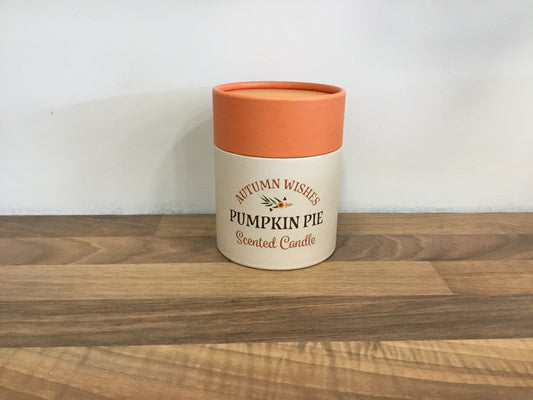 AUTUMN WISHES
PUMPKIN PIE
Scented Candle